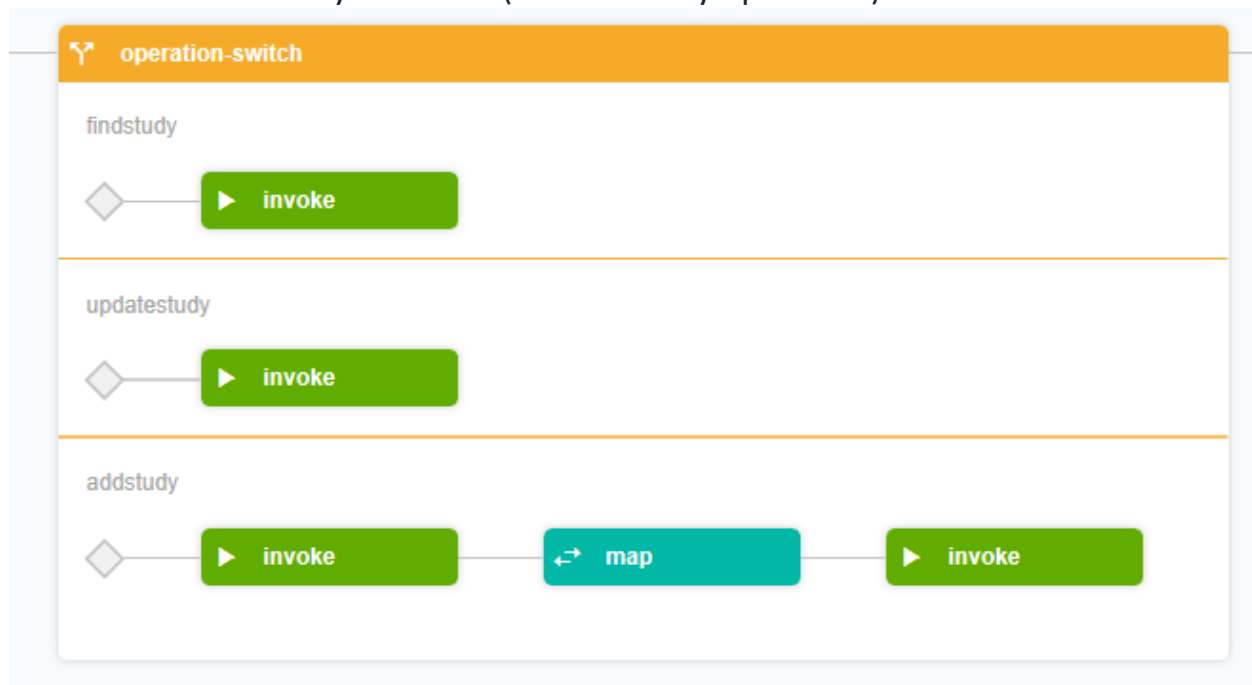 operation-switch
findstudy
invoke
updatestudy
invoke
addstudy
invoke map invoke